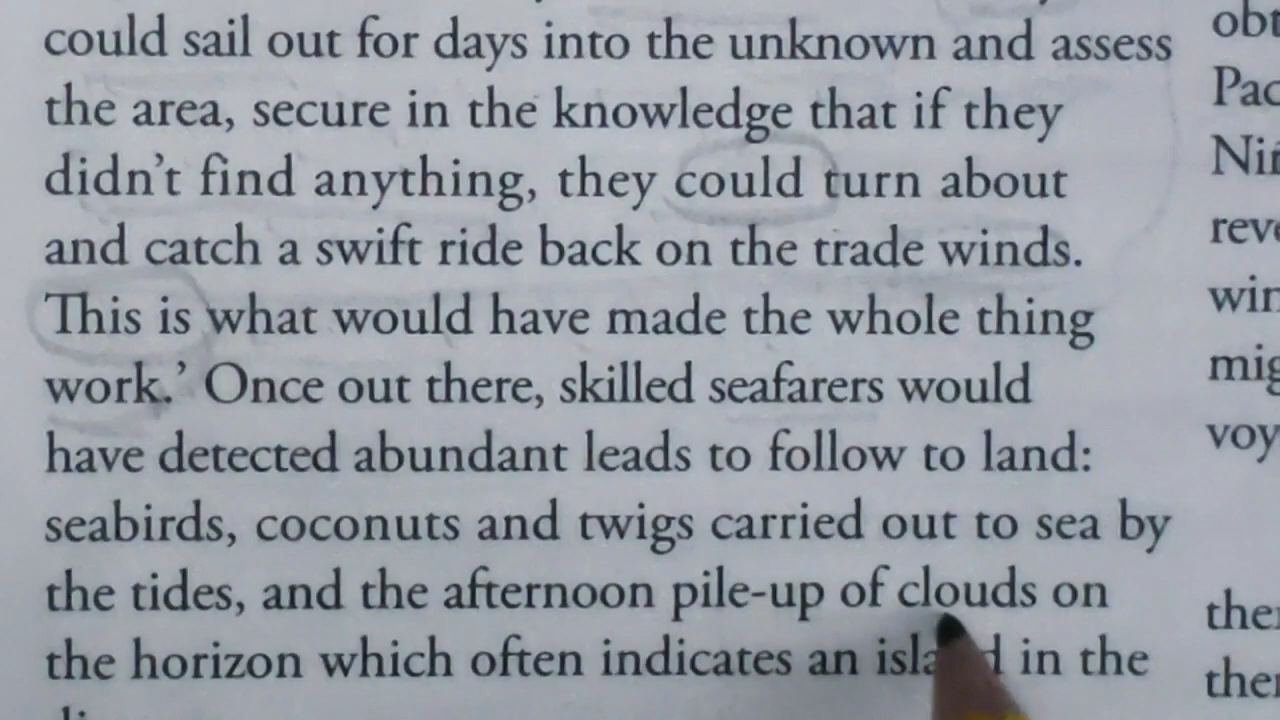 could sail out for days into the unknown and assess
the area, secure in the knowledge that if they
didn't find anything, they could turn about
and catch a swift ride back on the trade winds.
This is what would have made the whole thing
work.' Once out there, skilled seafarers would
have detected abundant leads to follow to land:
seabirds, coconuts and twigs carried out to sea by
the tides, and the afternoon pile-up of clouds on
the horizon which often indicates an island in the